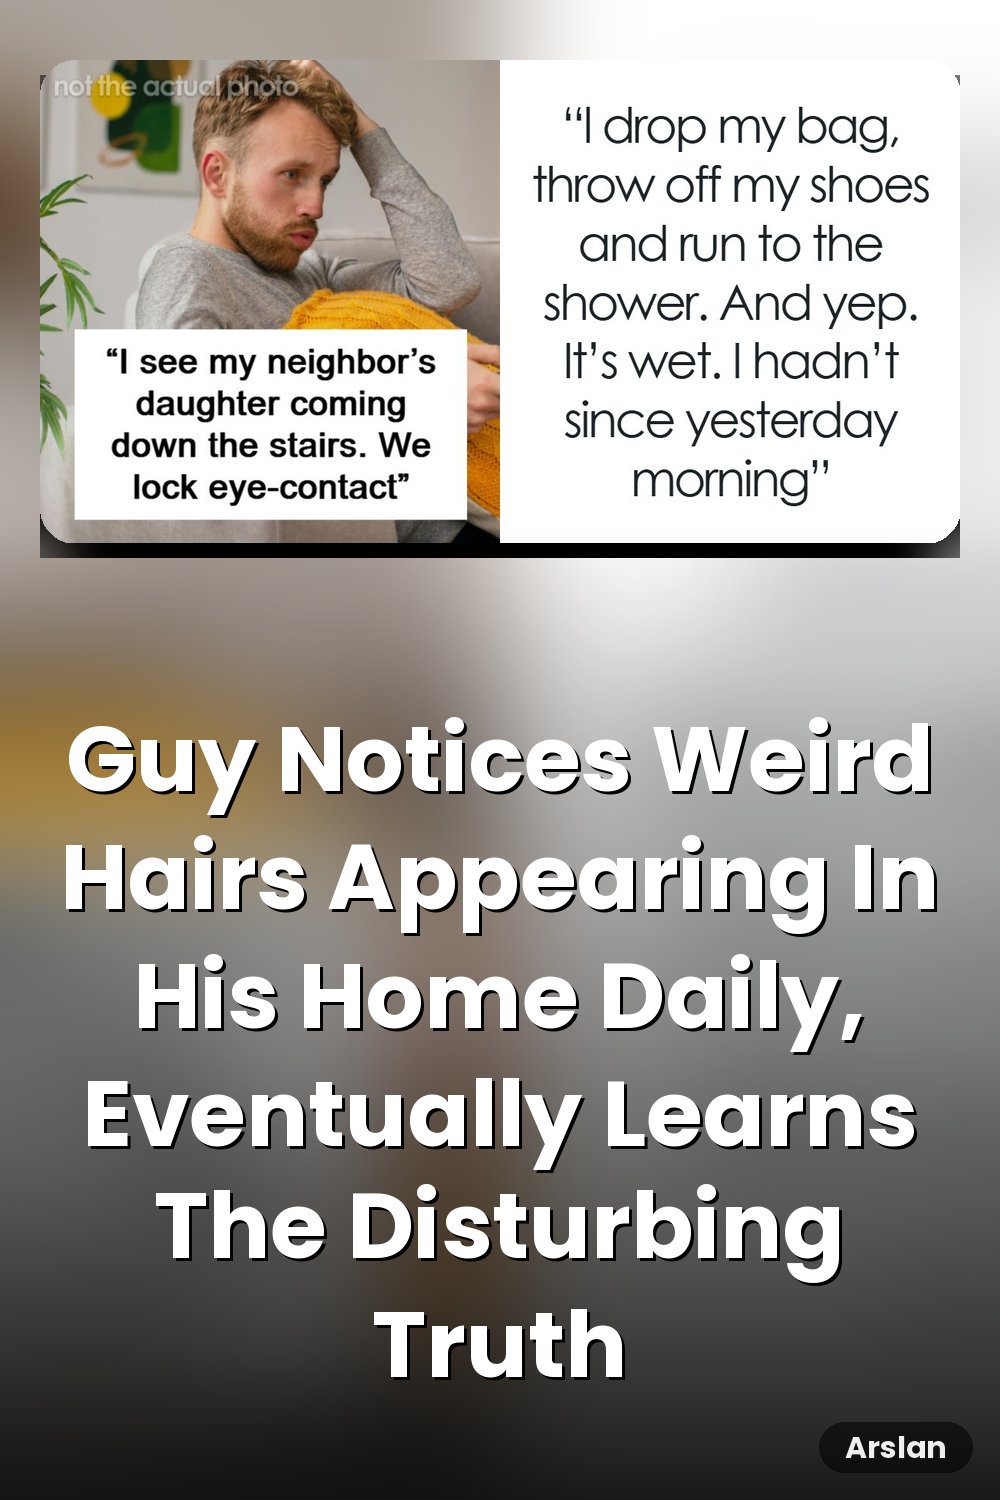 not the actual photo
“I see my neighbor’s
daughter coming
down the stairs. We
lock eye-contact”
“I drop my bag,
throw off my shoes
and run to the
shower. And yep.
It’s wet. I hadn’t
since yesterday
morning”
Guy Notices Weird
Hairs Appearing In
His Home Daily,
Eventually Learns
The Disturbing
Truth
Arslan